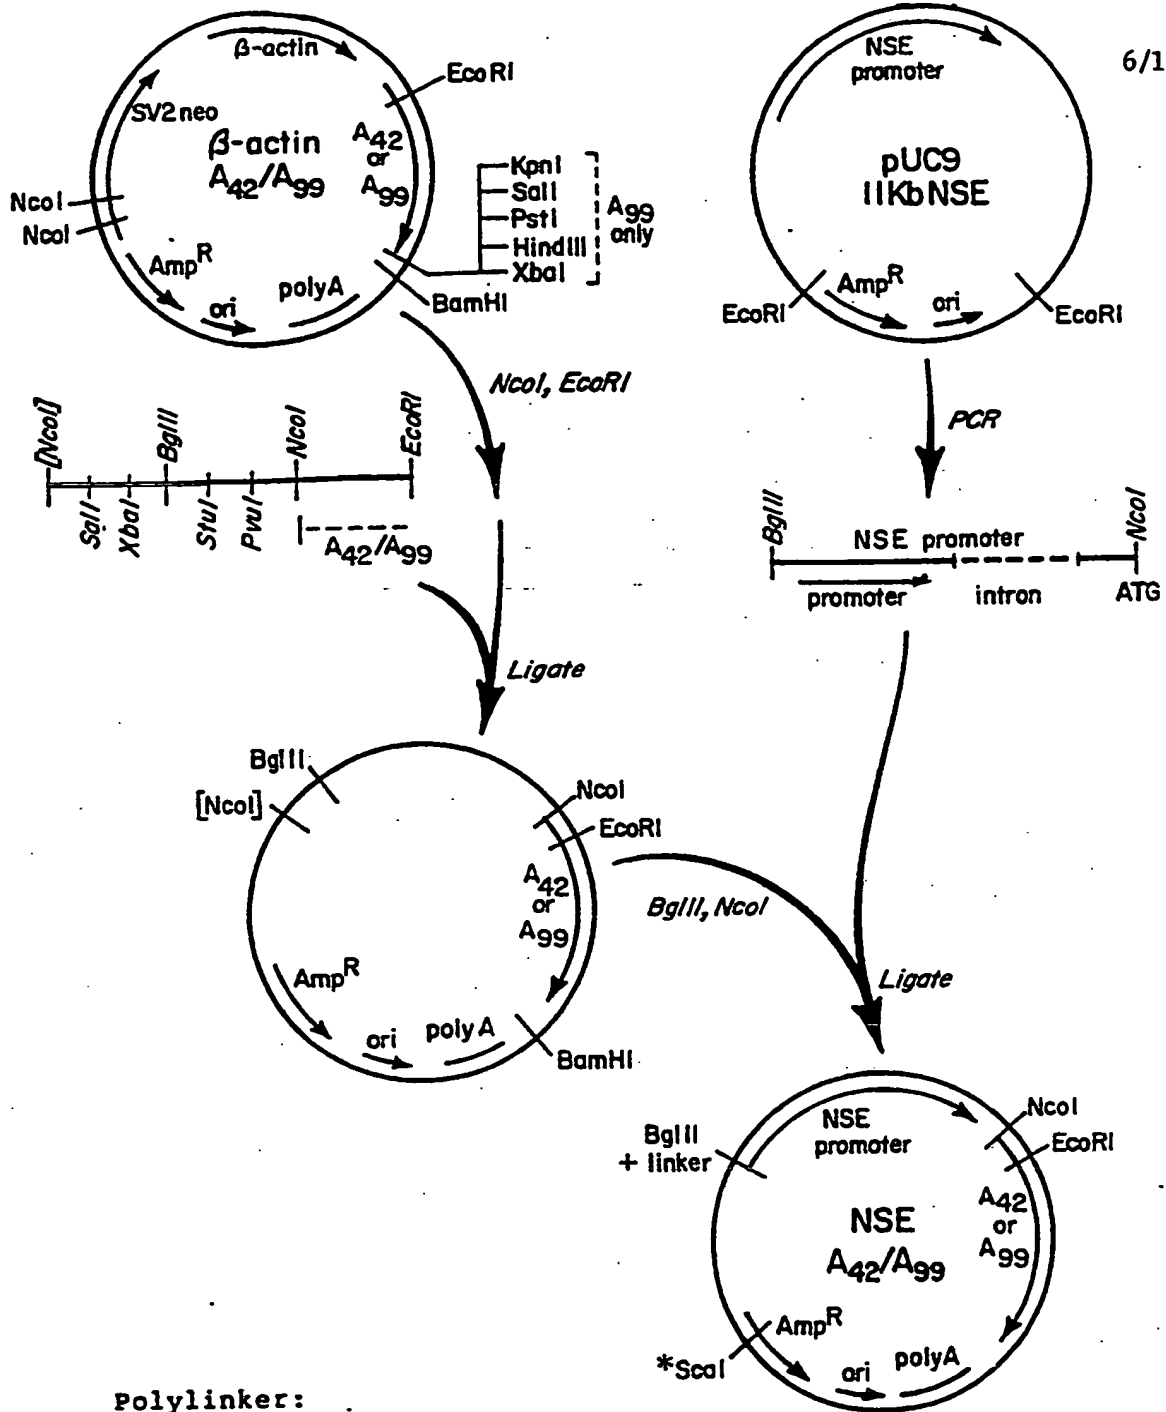 6/1
β-actin
EcoRI
SV2neo
β-actin
A42/A99
A42
or
A99
KpnI
SalI
PstI
HindIII
XbaI
A99
only
NcoI
NcoI
AmpR
ori
polyA
BamHI
NSE
promoter
pUC9
11KbNSE
EcoRI
AmpR
ori
EcoRI
NcoI, EcoRI
PCR
[NcoI]
BglII
NcoI
EcoRI
SalI
XbaI
StuI
PvuI
A42/A99
Ligate
BglII
NSE promoter
NcoI
promoter
intron
ATG
BglII
[NcoI]
NcoI
EcoRI
A42
or
A99
AmpR
ori
polyA
BamHI
BglII, NcoI
Ligate
NSE
promoter
BglII
+ linker
NcoI
EcoRI
A42
or
A99
NSE
A42/A99
AmpR
*ScaI
ori
polyA
Polylinker: